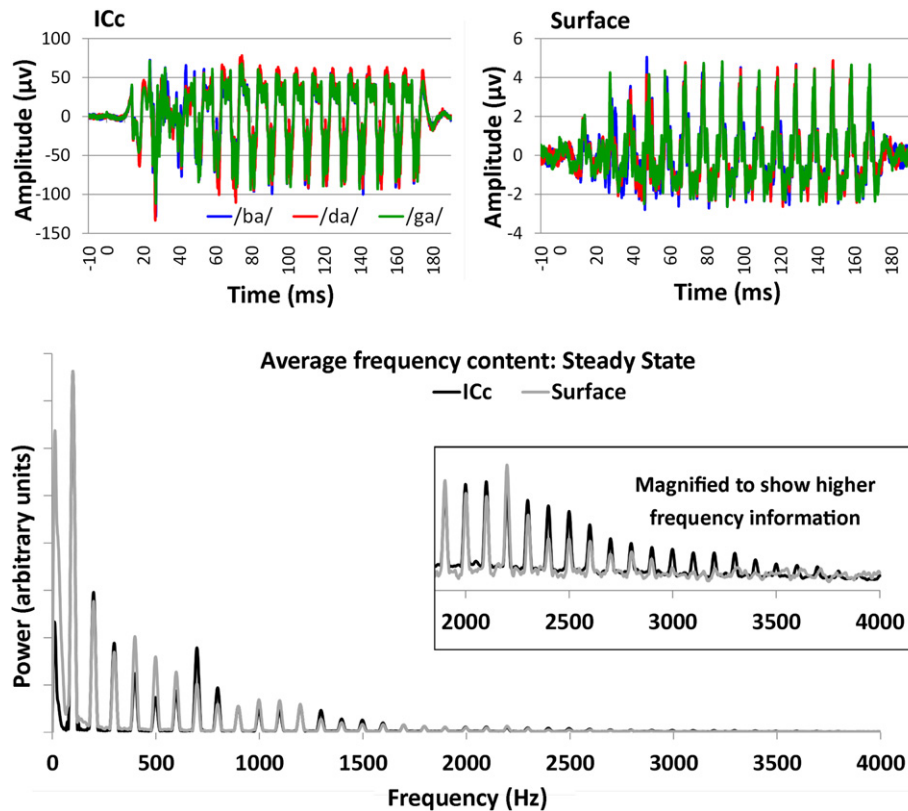 ICc
Amplitude (µv)
100
50
0
-50
-100
-150
/ba/ /da/ /ga/
-10 0 20 40 60 80 100 120 140 160 180
Time (ms)
Surface
Amplitude (µv)
6
4
2
0
-2
-4
-10 0 20 40 60 80 100 120 140 160 180
Time (ms)
Average frequency content: Steady State
ICc Surface
Power (arbitrary units)
Magnified to show higher
frequency information
2000 2500 3000 3500 4000
0 500 1000 1500 2000 2500 3000 3500 4000
Frequency (Hz)